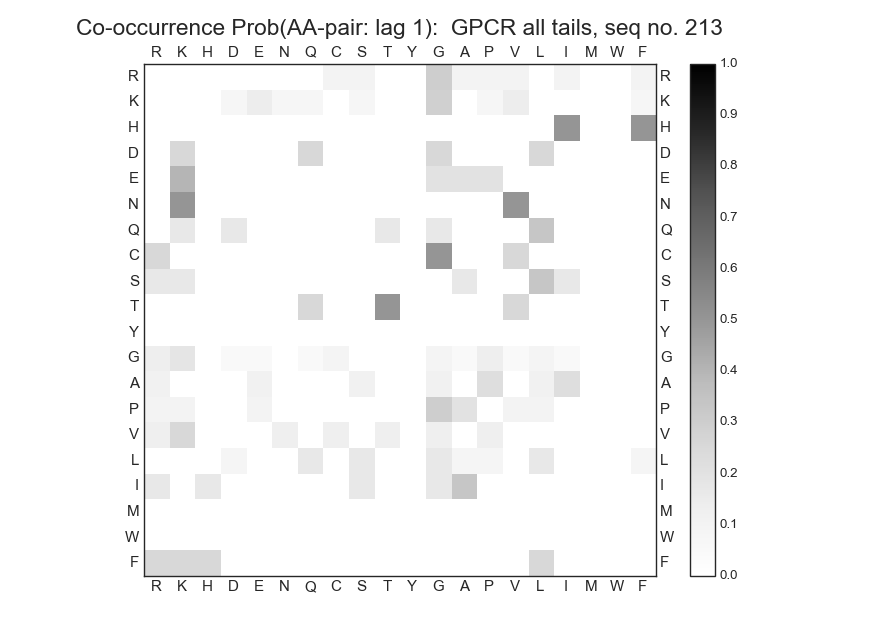 Co-occurrence Prob(AA-pair: lag 1):  GPCR all tails, seq no. 213
R K H D E N Q C S T Y G A P V L I M W F
R R 1.0
K K 0.9
H H
D D 0.8
E E
N N 0.7
Q Q
C C 0.6
S S
T T 0.5
Y Y
G G 0.4
A A
P P 0.3
V V
L L 0.2
I I
M M 0.1
W W
F F 0.0
R K H D E N Q C S T Y G A P V L I M W F